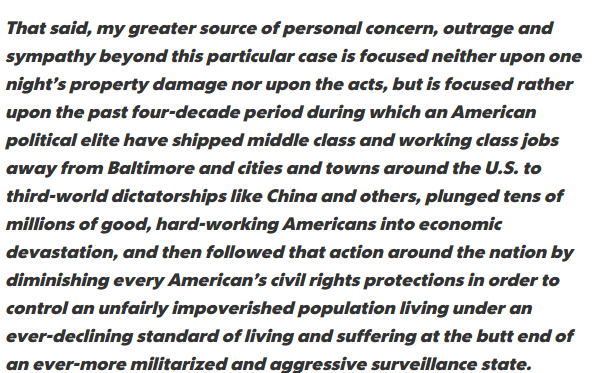 That said, my greater source of personal concern, outrage and
sympathy beyond this particular case is focused neither upon one
night's property damage nor upon the acts, but is focused rather
upon the past four-decade period during which an American
political elite have shipped middle class and working class jobs
away from Baltimore and cities and towns around the U.S. to
third-world dictatorships like China and others, plunged tens of
millions of good, hard-working Americans into economic
devastation, and then followed that action around the nation by
diminishing every American's civil rights protections in order to
control an unfairly impoverished population living under an
ever-declining standard of living and suffering at the butt end of
an ever-more militarized and aggressive surveillance state.